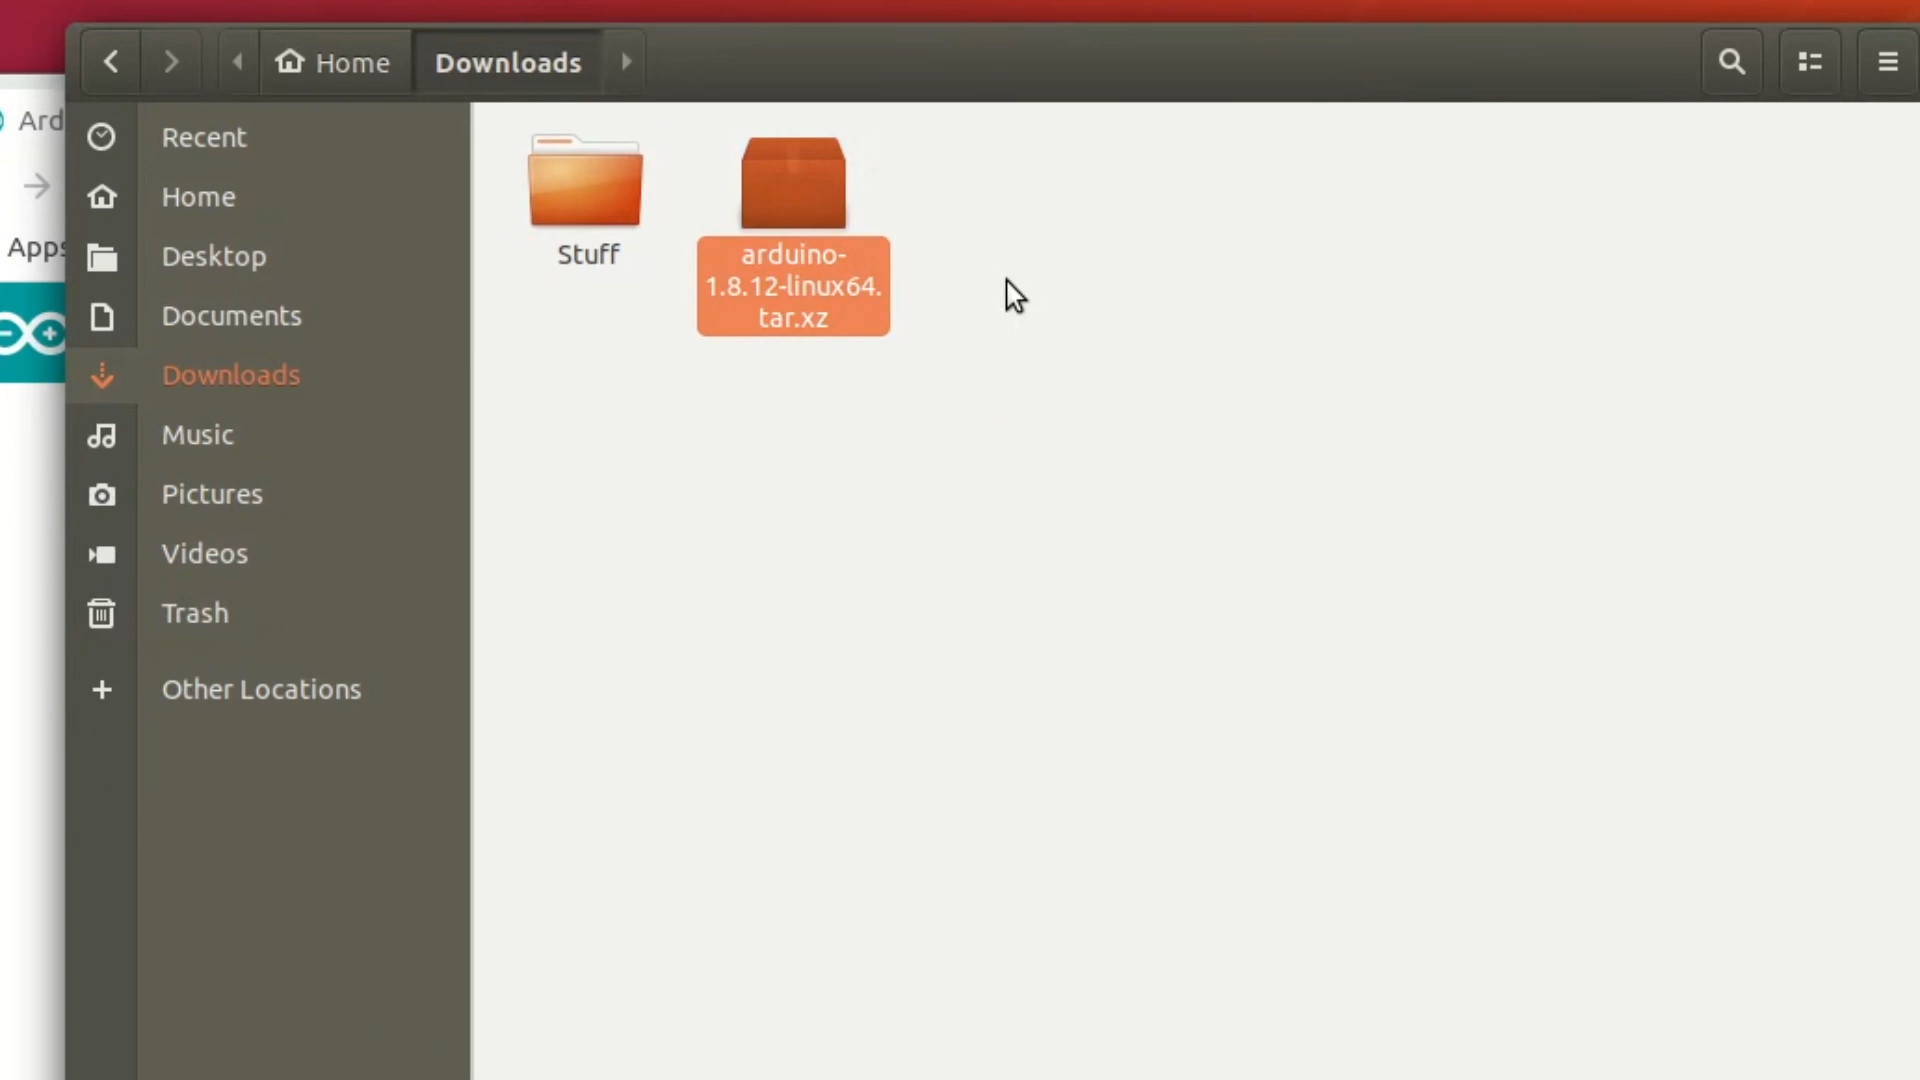 Home
Downloads
Ard
Apps
Recent
Home
Desktop
Documents
Downloads
Music
Pictures
Videos
Trash
Other Locations
Stuff
arduino-
1.8.12-linux64.
tar.xz